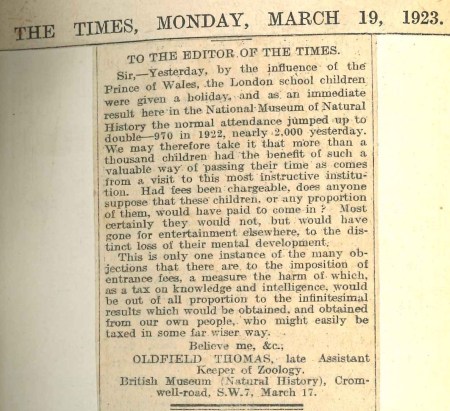 THE TIMES, MONDAY, MARCH 19, 1923.
TO THE EDITOR OF THE TIMES.
Sir,—Yesterday, by the influence of the
Prince of Wales, the London school children
were given a holiday, and as an immediate
result here in the National Museum of Natural
History the normal attendance jumped up to
double—970 in 1922, nearly 2,000 yesterday.
We may therefore take it that more than a
thousand children had the benefit of such a
valuable way of passing their time as comes
from a visit to this most instructive institu-
tion. Had fees been chargeable, does anyone
suppose that these children, or any proportion
of them, would have paid to come in? Most
certainly they would not, but would have
gone for entertainment elsewhere, to the dis-
tinct loss of their mental development.
This is only one instance of the many ob-
jections that there are to the imposition of
entrance fees, a measure the harm of which,
as a tax on knowledge and intelligence, would
be out of all proportion to the infinitesimal
results which would be obtained, and obtained
from our own people, who might easily be
taxed in some far wiser way.
Believe me, &c.;
OLDFIELD THOMAS, late Assistant
Keeper of Zoology.
British Museum (Natural History), Crom-
well-road, S.W.7, March 17.